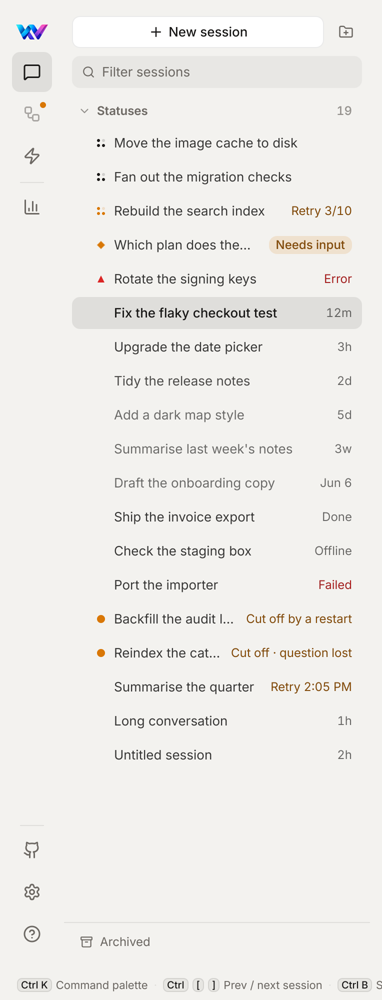 New session
Filter sessions
Statuses 19
Move the image cache to disk
Fan out the migration checks
Rebuild the search index Retry 3/10
Which plan does the... Needs input
Rotate the signing keys Error
Fix the flaky checkout test 12m
Upgrade the date picker 3h
Tidy the release notes 2d
Add a dark map style 5d
Summarise last week's notes 3w
Draft the onboarding copy Jun 6
Ship the invoice export Done
Check the staging box Offline
Port the importer Failed
Backfill the audit l... Cut off by a restart
Reindex the cat... Cut off · question lost
Summarise the quarter Retry 2:05 PM
Long conversation 1h
Untitled session 2h
Archived
Ctrl K Command palette · Ctrl [ ] Prev / next session · Ctrl B S